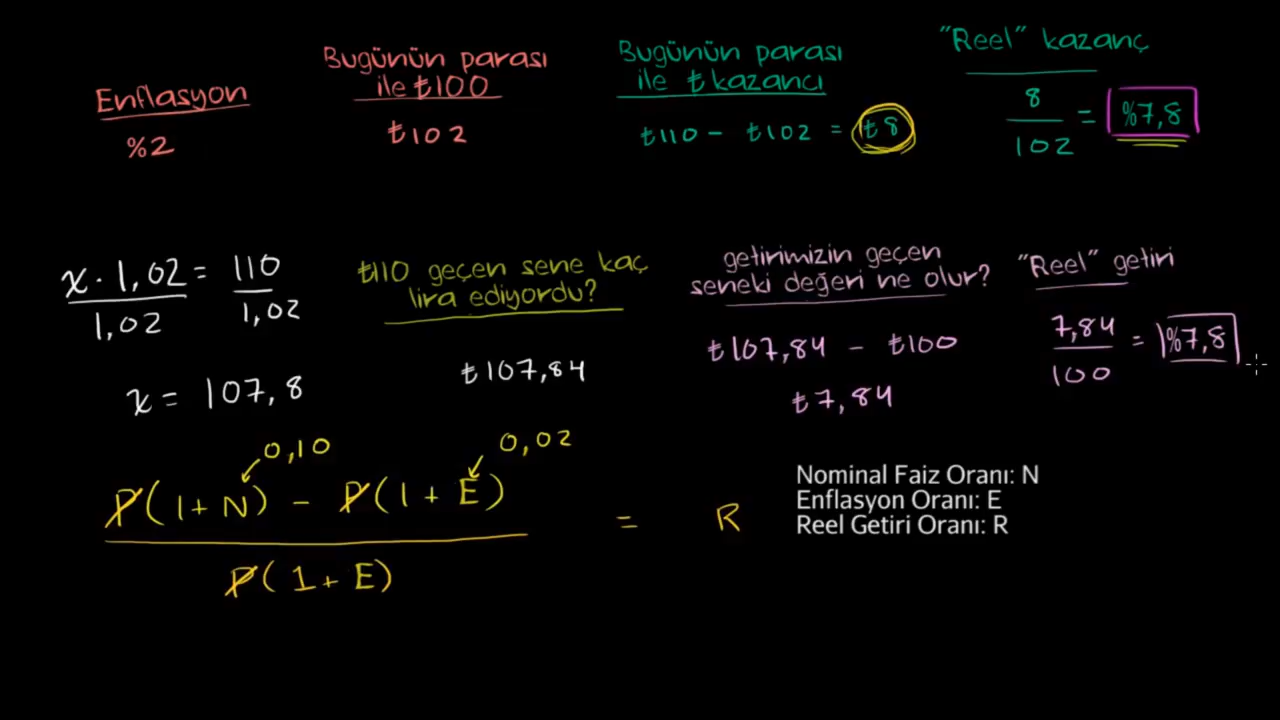 Enflasyon
%2
Bugünün parası
ile ₺100
₺102
Bugünün parası
ile ₺ kazancı
₺110 – ₺102 = ₺8
"Reel" kazanç
8
102
= %7,8
x · 1,02 = 110
1,02 1,02
x = 107,8
₺110 geçen sene kaç
lira ediyordu?
₺107,84
getirimizin geçen
seneki değeri ne olur?
₺107,84 – ₺100
₺7,84
"Reel" getiri
7,84
100
= %7,8
0,10 0,02
P(1+N) – P(1+E)
P(1+E)
= R
Nominal Faiz Oranı: N
Enflasyon Oranı: E
Reel Getiri Oranı: R